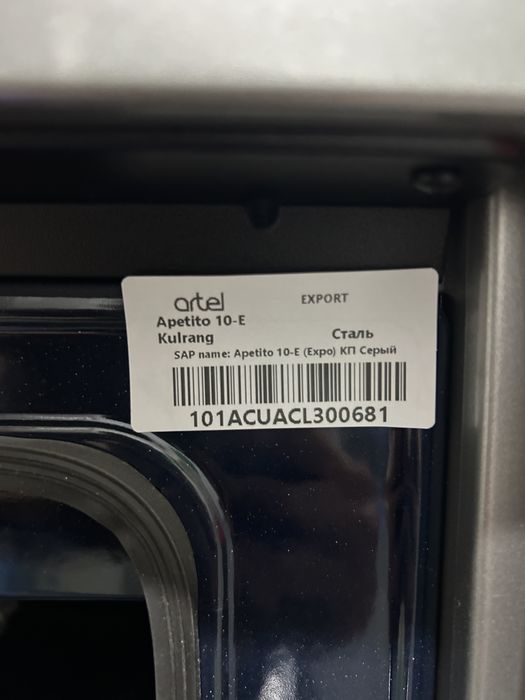 artel
EXPORT
Apetito 10-E
Kulrang
Сталь
SAP name: Apetito 10-E (Expo) КП Серый
101ACUACL300681